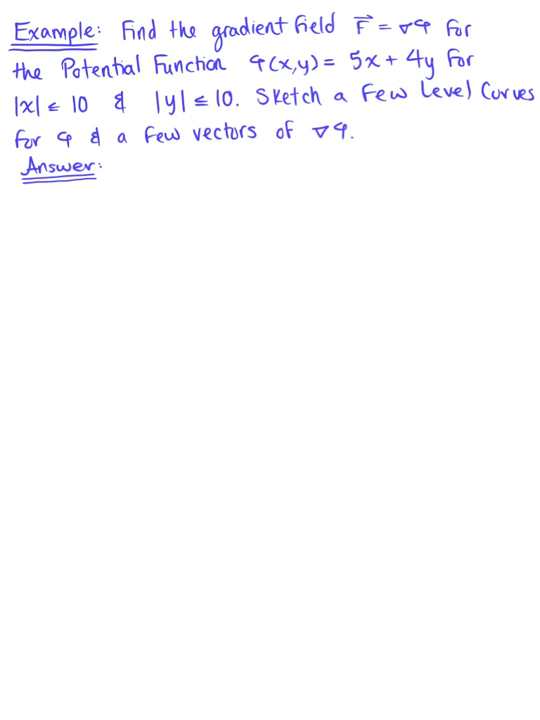 Example: Find the gradient field F⃗ = ∇φ for
the Potential Function φ(x,y) = 5x + 4y for
|x| ≤ 10 & |y| ≤ 10. Sketch a few level curves
for φ & a few vectors of ∇φ.
Answer: